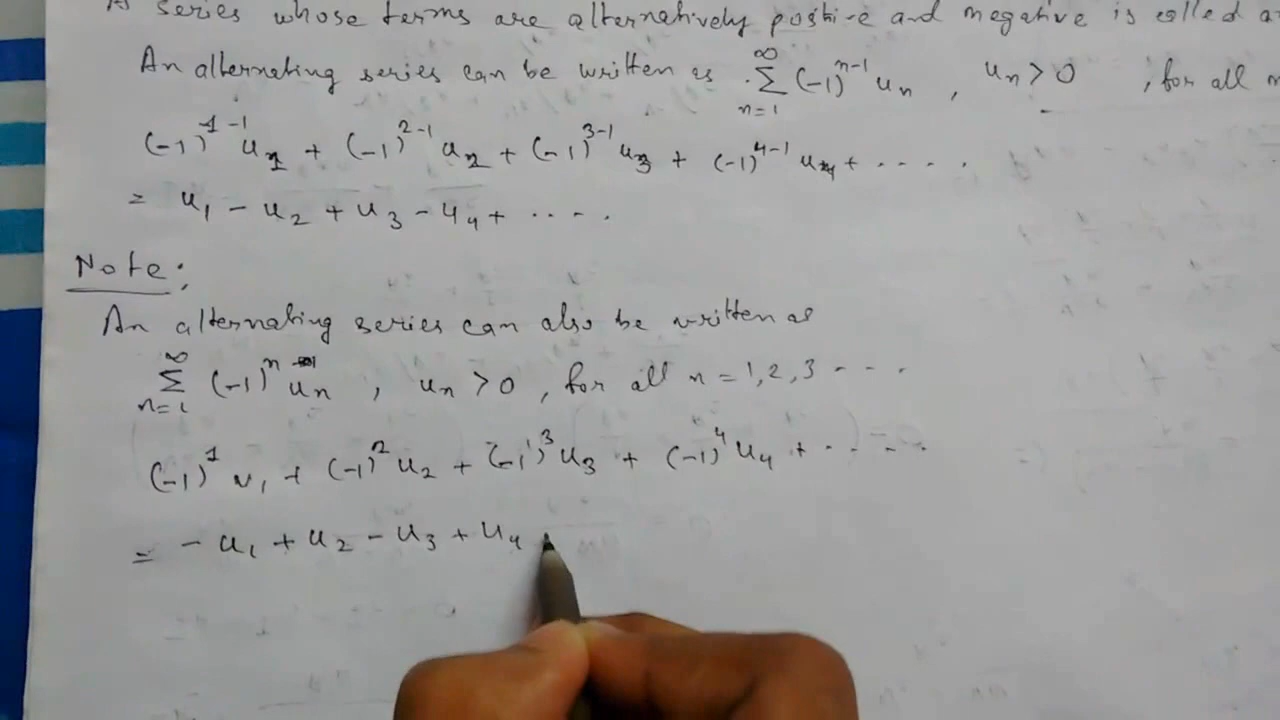 A series whose terms are alternatively positive and negative is called
An alternating series can be written as ∑_{n=1}^{∞} (-1)^{n-1} u_n , u_n > 0 , for all n
(-1)^{1-1} u_1 + (-1)^{2-1} u_2 + (-1)^{3-1} u_3 + (-1)^{4-1} u_4 + .....
= u_1 - u_2 + u_3 - u_4 + .....
Note:
An alternating series can also be written as
∑_{n=1}^{∞} (-1)^n u_n , u_n > 0 , for all n = 1, 2, 3 ....
(-1)^1 u_1 + (-1)^2 u_2 + (-1)^3 u_3 + (-1)^4 u_4 + .....
= - u_1 + u_2 - u_3 + u_4